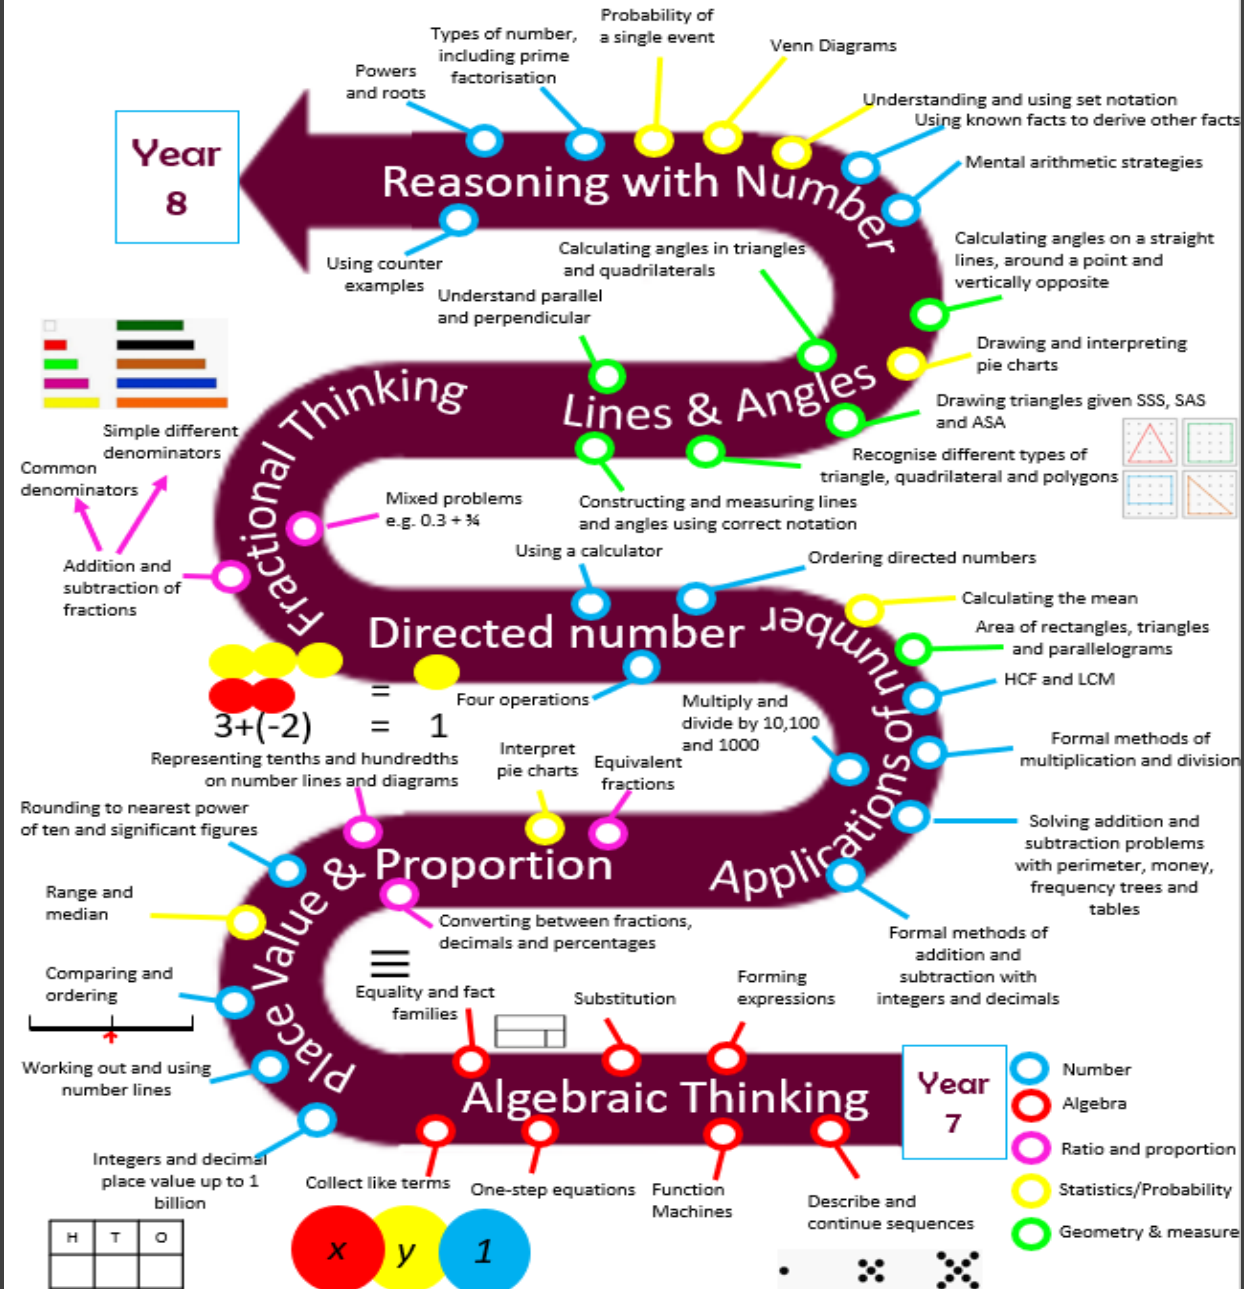 Probability of
a single event
Types of number,
including prime
factorisation
Venn Diagrams
Powers
and roots
Understanding and using set notation
Using known facts to derive other facts
Year
8
Reasoning with Number
Mental arithmetic strategies
Using counter
examples
Calculating angles in triangles
and quadrilaterals
Calculating angles on a straight
lines, around a point and
vertically opposite
Understand parallel
and perpendicular
Drawing and interpreting
pie charts
Lines & Angles
Drawing triangles given SSS, SAS
and ASA
Recognise different types of
triangle, quadrilateral and polygons
Constructing and measuring lines
and angles using correct notation
Fractional Thinking
Simple different
denominators
Common
denominators
Mixed problems
e.g. 0.3 + ¾
Addition and
subtraction of
fractions
Using a calculator
Ordering directed numbers
Directed number
Four operations
=
3+(-2) = 1
Calculating the mean
Area of rectangles, triangles
and parallelograms
HCF and LCM
Multiply and
divide by 10,100
and 1000
Formal methods of
multiplication and division
Applications of number
Solving addition and
subtraction problems
with perimeter, money,
frequency trees and
tables
Formal methods of
addition and
subtraction with
integers and decimals
Representing tenths and hundredths
on number lines and diagrams
Interpret
pie charts
Equivalent
fractions
Rounding to nearest power
of ten and significant figures
Place Value & Proportion
Range and
median
Converting between fractions,
decimals and percentages
Comparing and
ordering
Working out and using
number lines
Integers and decimal
place value up to 1
billion
H T O
Equality and fact
families
Substitution
Forming
expressions
Algebraic Thinking
Year
7
Collect like terms
One-step equations
Function
Machines
Describe and
continue sequences
x y 1
Number
Algebra
Ratio and proportion
Statistics/Probability
Geometry & measure